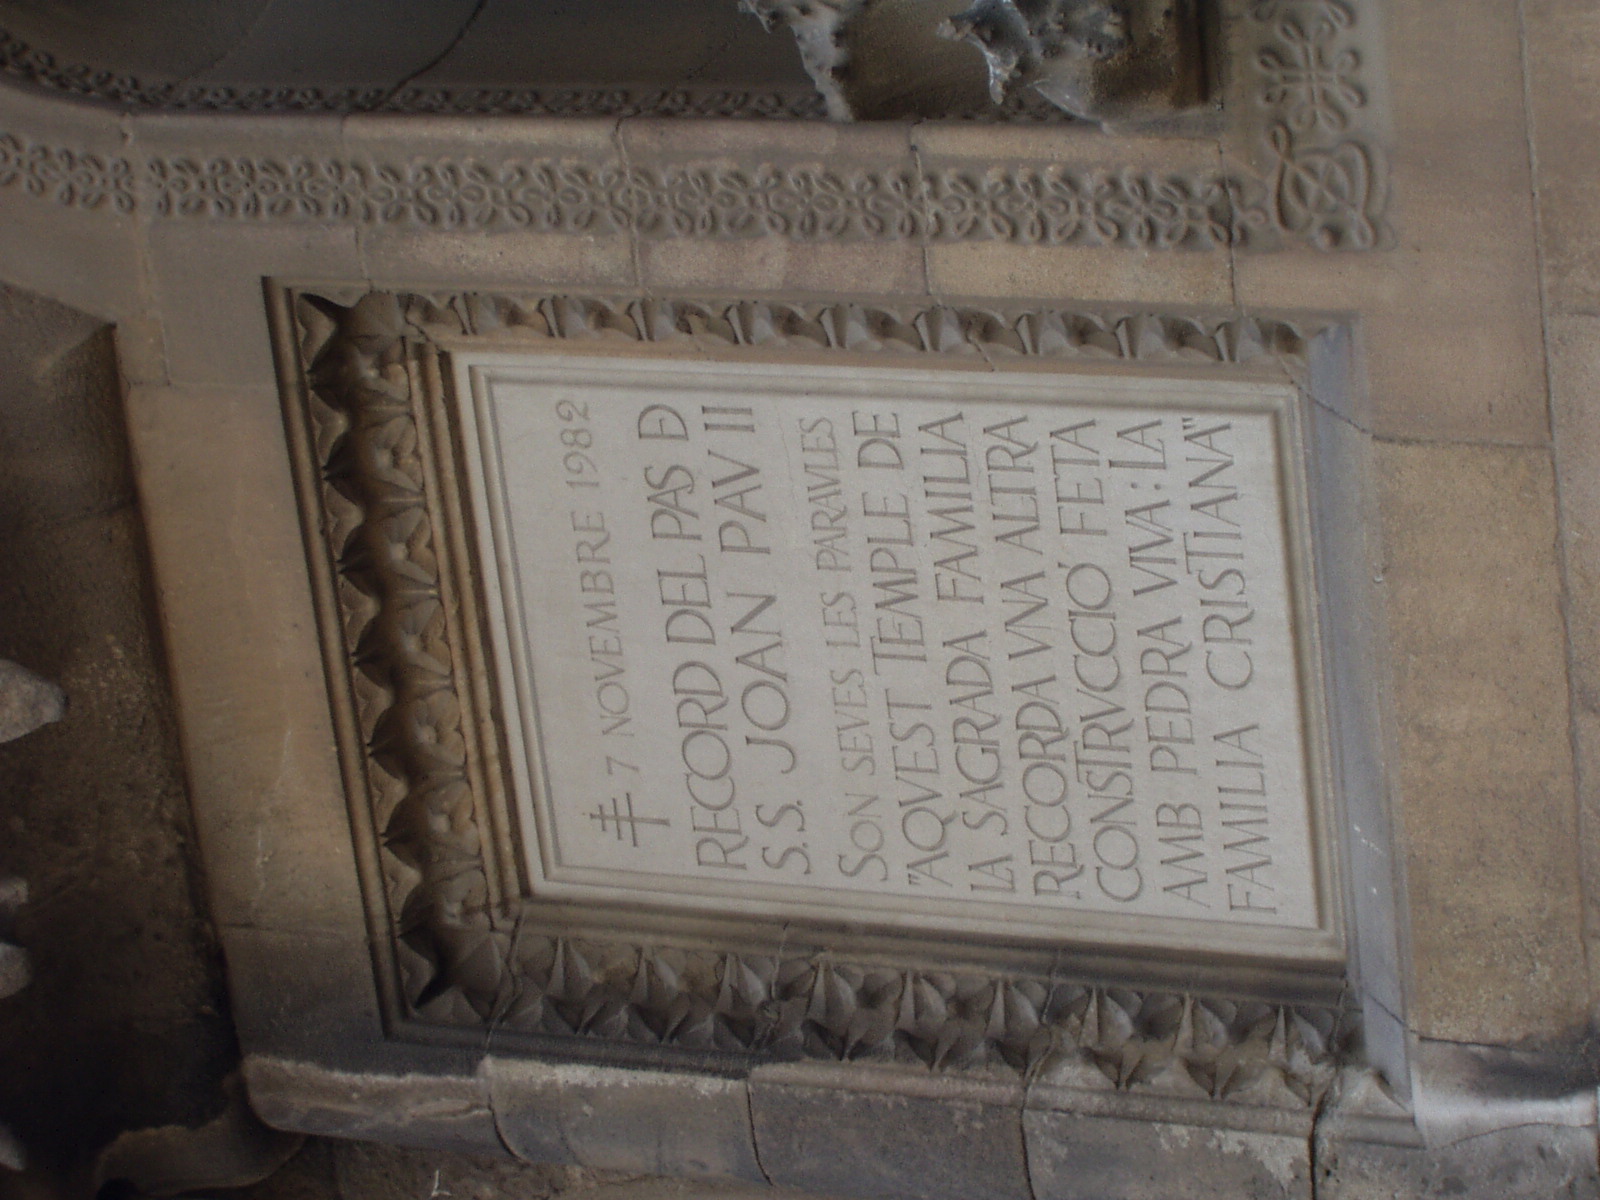 7 NOVEMBRE 1982
RECORD DEL PAS D
S.S. JOAN PAV II
SON SEVES LES PARAVLES
"AQVEST TEMPLE DE
LA SAGRADA FAMILIA
RECORDA VNA ALTRA
CONSTRVCCIÓ FETA
AMB PEDRA VIVA: LA
FAMILIA CRISTIANA"